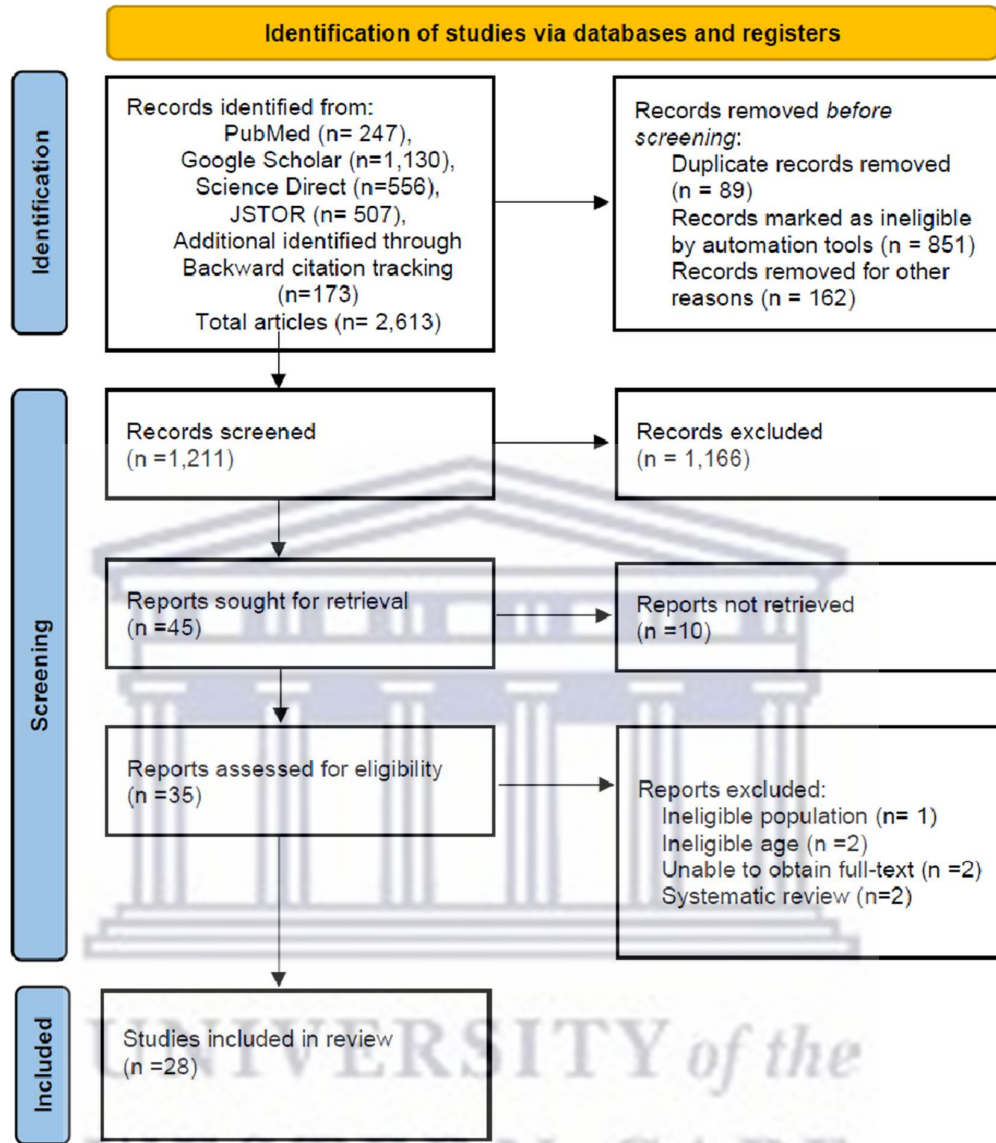 Identification of studies via databases and registers
Identification
Records identified from:
PubMed (n= 247),
Google Scholar (n=1,130),
Science Direct (n=556),
JSTOR (n= 507),
Additional identified through
Backward citation tracking
(n=173)
Total articles (n= 2,613)
Records removed before
screening:
Duplicate records removed
(n = 89)
Records marked as ineligible
by automation tools (n = 851)
Records removed for other
reasons (n = 162)
Screening
Records screened
(n =1,211)
Records excluded
(n = 1,166)
Reports sought for retrieval
(n =45)
Reports not retrieved
(n =10)
Reports assessed for eligibility
(n =35)
Reports excluded:
Ineligible population (n= 1)
Ineligible age (n =2)
Unable to obtain full-text (n =2)
Systematic review (n=2)
Included
Studies included in review
(n =28)
UNIVERSITY of the